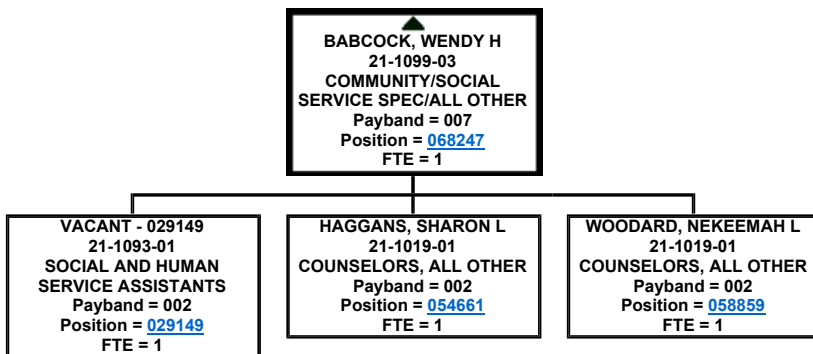 BABCOCK, WENDY H
21-1099-03
COMMUNITY/SOCIAL
SERVICE SPEC/ALL OTHER
Payband = 007
Position = 068247
FTE = 1
VACANT - 029149
21-1093-01
SOCIAL AND HUMAN
SERVICE ASSISTANTS
Payband = 002
Position = 029149
FTE = 1
HAGGANS, SHARON L
21-1019-01
COUNSELORS, ALL OTHER
Payband = 002
Position = 054661
FTE = 1
WOODARD, NEKEEMAH L
21-1019-01
COUNSELORS, ALL OTHER
Payband = 002
Position = 058859
FTE = 1